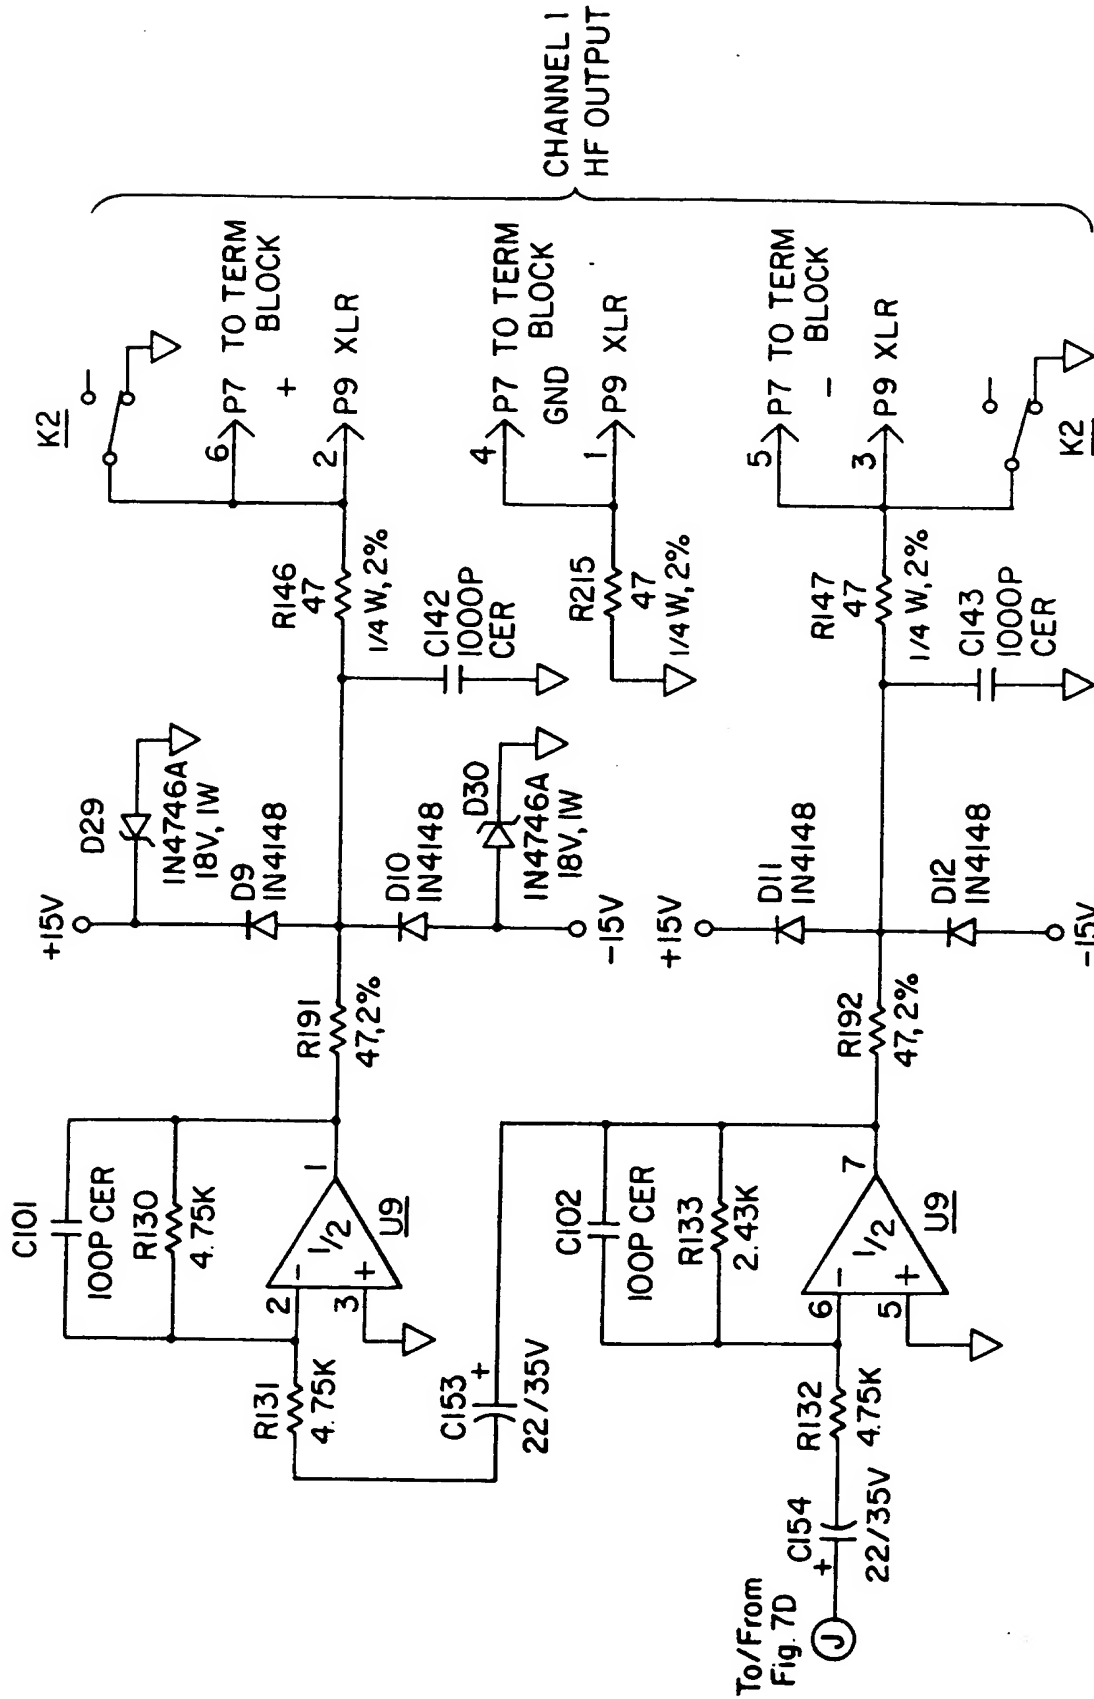 C101
100P CER
R130
4.75K
2
3
1
1/2
−
+
U9
R131
4.75K
C153
+
22/35V
R191
47,2%
+15V
D29
1N4746A
18V, 1W
D9
1N4148
D10
1N4148
D30
1N4746A
18V, 1W
-15V
R146
47
1/4 W, 2%
C142
1000P
CER
K2
6
P7 TO TERM
+ BLOCK
2
P9 XLR
4
P7 TO TERM
GND BLOCK
1
P9 XLR
R215
47
1/4 W, 2%
CHANNEL 1
HF OUTPUT
To/From
Fig. 7D
J
C154
+
22/35V
R132
4.75K
C102
100P CER
R133
2.43K
6
5
7
1/2
−
+
U9
R192
47,2%
+15V
D11
1N4148
D12
1N4148
-15V
R147
47
1/4 W, 2%
C143
1000P
CER
5
P7 TO TERM
− BLOCK
3
P9 XLR
K2